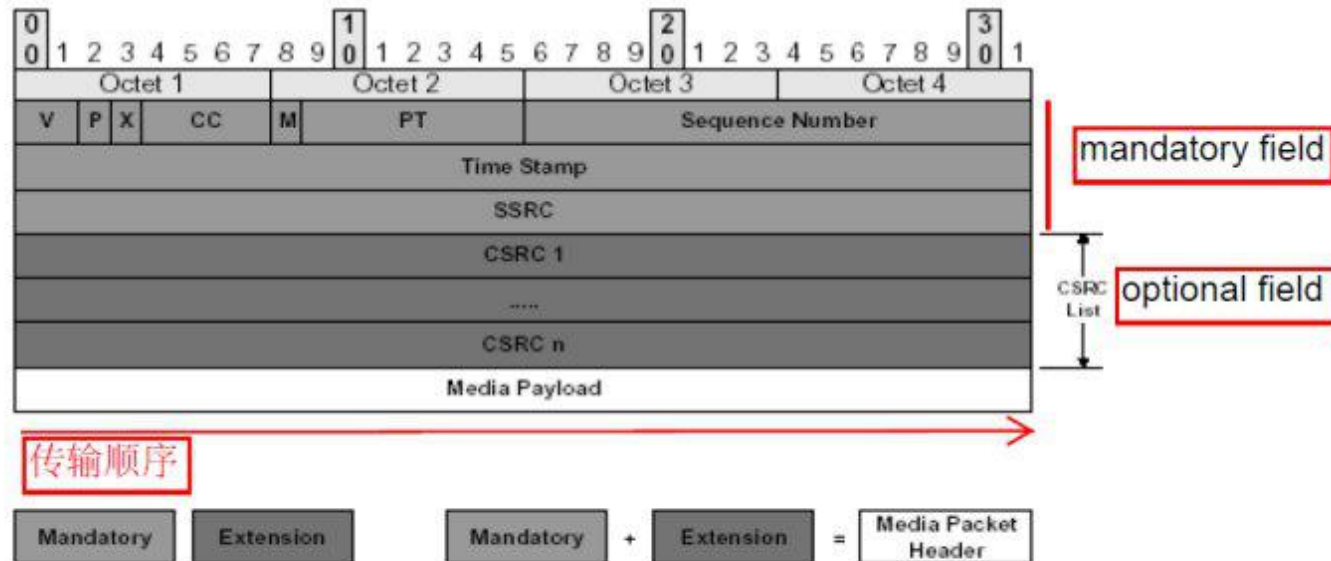 0 1 2 3
0 1 2 3 4 5 6 7 8 9 0 1 2 3 4 5 6 7 8 9 0 1 2 3 4 5 6 7 8 9 0 1
Octet 1 Octet 2 Octet 3 Octet 4
V P X CC M PT Sequence Number
mandatory field
Time Stamp
SSRC
CSRC 1
.....
CSRC n
CSRC
List
optional field
Media Payload
传输顺序
Mandatory Extension Mandatory + Extension = Media Packet
Header